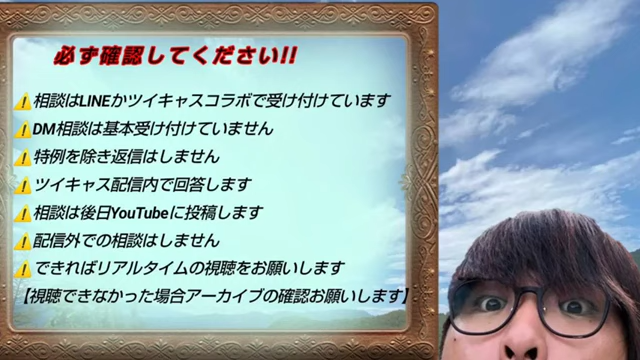 必ず確認してください!!
⚠️相談はLINEかツイキャスコラボで受け付けています
⚠️DM相談は基本受け付けていません
⚠️特例を除き返信はしません
⚠️ツイキャス配信内で回答します
⚠️相談は後日YouTubeに投稿します
⚠️配信外での相談はしません
⚠️できればリアルタイムの視聴をお願いします
【視聴できなかった場合アーカイブの確認お願いします】